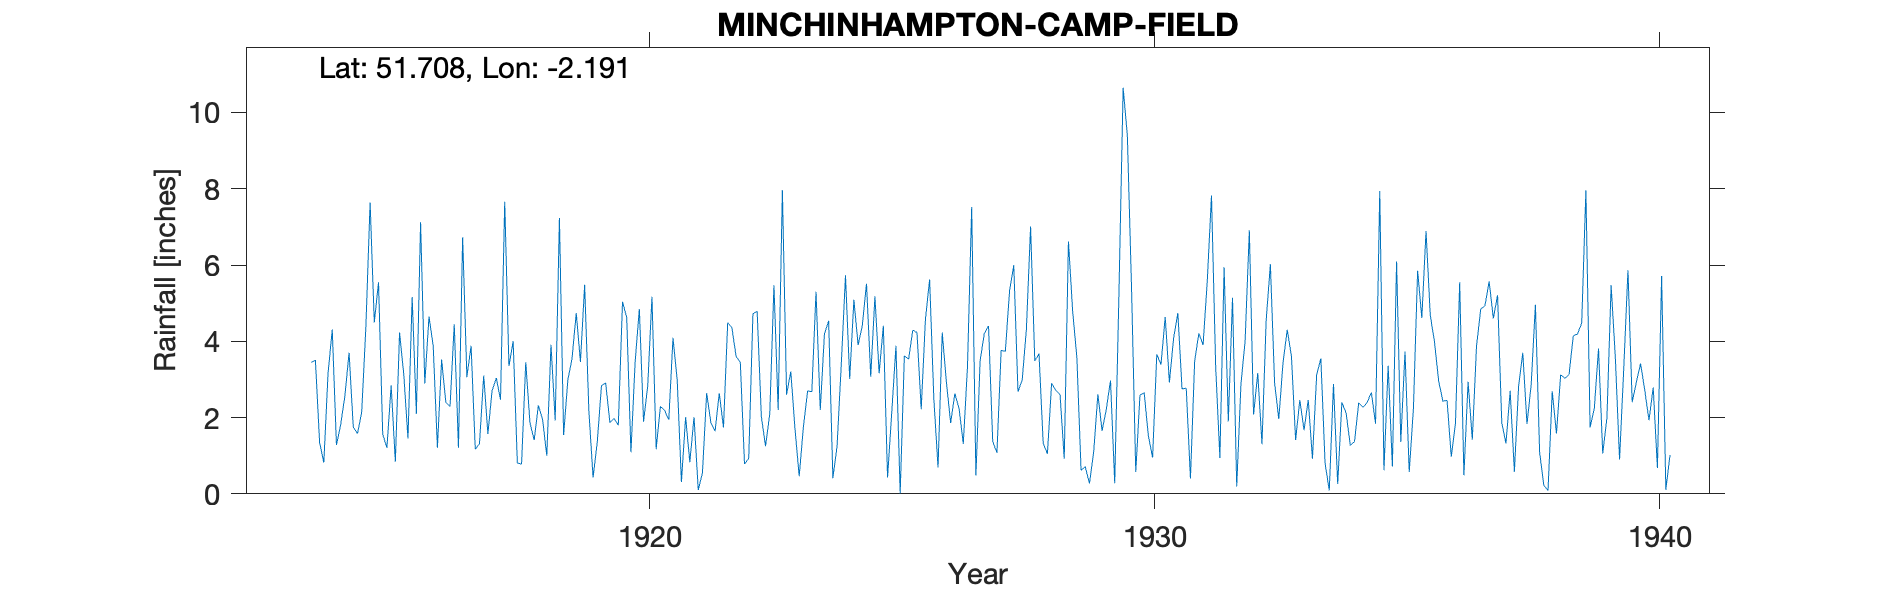 MINCHINHAMPTON-CAMP-FIELD
Lat: 51.708, Lon: -2.191
Rainfall [inches]
10
8
6
4
2
0
1920 1930 1940
Year